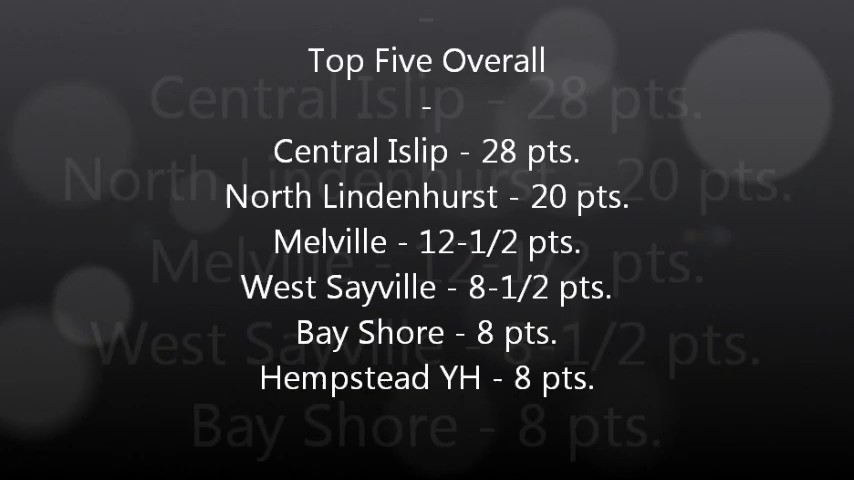 Top Five Overall
-
Central Islip - 28 pts.
North Lindenhurst - 20 pts.
Melville - 12-1/2 pts.
West Sayville - 8-1/2 pts.
Bay Shore - 8 pts.
Hempstead YH - 8 pts.